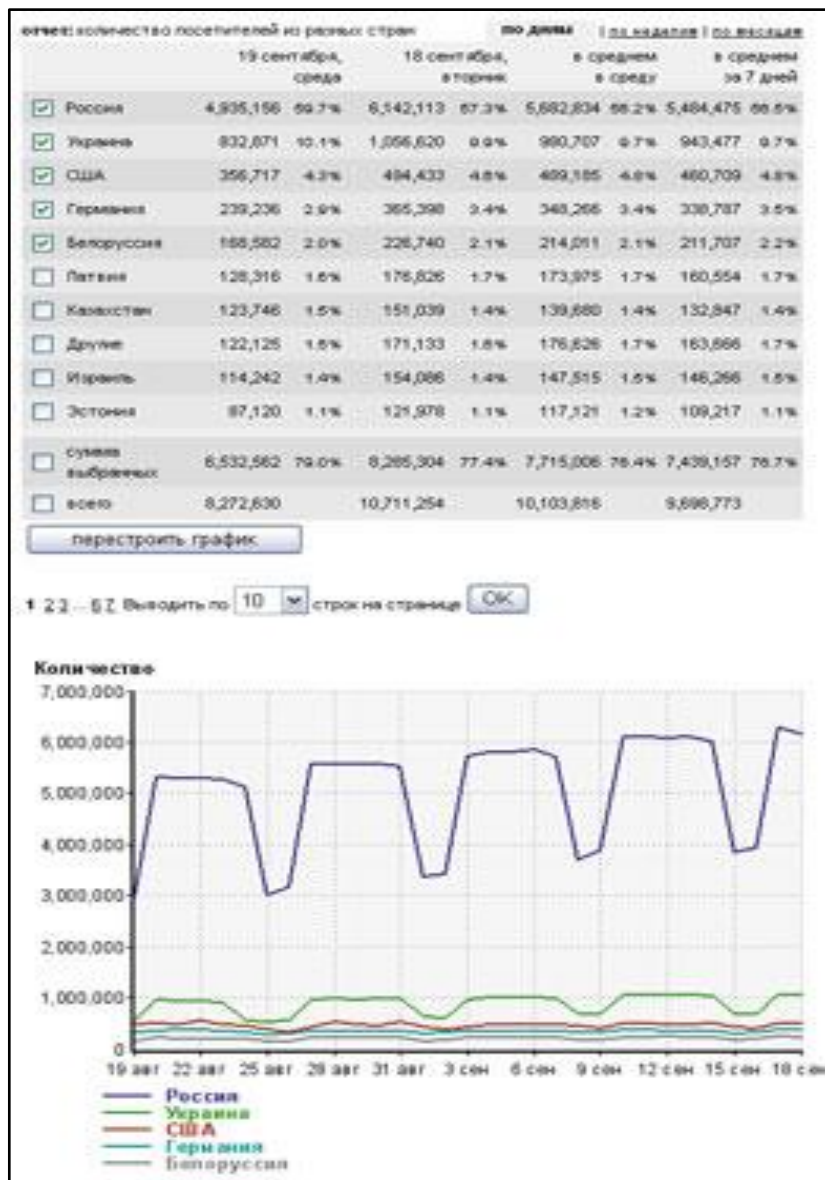 отчет: количество посетителей из разных стран по дням | по неделям | по месяцам
19 сентября, среда 18 сентября, вторник в среднем в среду в среднем за 7 дней
Россия 4,935,156 59.7% 6,142,113 57.3% 5,682,834 56.2% 5,484,475 56.6%
Украина 832,871 10.1% 1,056,620 9.9% 980,707 9.7% 943,477 9.7%
США 356,717 4.3% 494,433 4.6% 489,185 4.8% 460,709 4.8%
Германия 239,236 2.9% 365,398 3.4% 348,266 3.4% 338,787 3.5%
Белоруссия 168,582 2.0% 226,740 2.1% 214,011 2.1% 211,707 2.2%
Латвия 128,316 1.6% 176,826 1.7% 173,975 1.7% 160,554 1.7%
Казахстан 123,746 1.5% 151,039 1.4% 139,680 1.4% 132,847 1.4%
Другие 122,125 1.5% 171,133 1.6% 176,626 1.7% 163,666 1.7%
Израиль 114,242 1.4% 154,086 1.4% 147,515 1.5% 146,266 1.5%
Эстония 87,120 1.1% 121,978 1.1% 117,121 1.2% 109,217 1.1%
сумма выбранных 6,532,562 79.0% 8,285,304 77.4% 7,715,006 76.4% 7,439,157 76.7%
всего 8,272,630 10,711,254 10,103,816 9,698,773
перестроить график
1 2 3 ... 6 7 Выводить по 10 строк на странице OK
Количество
7,000,000
6,000,000
5,000,000
4,000,000
3,000,000
2,000,000
1,000,000
0
19 авг 22 авг 25 авг 28 авг 31 авг 3 сен 6 сен 9 сен 12 сен 15 сен 18 сен
Россия
Украина
США
Германия
Белоруссия